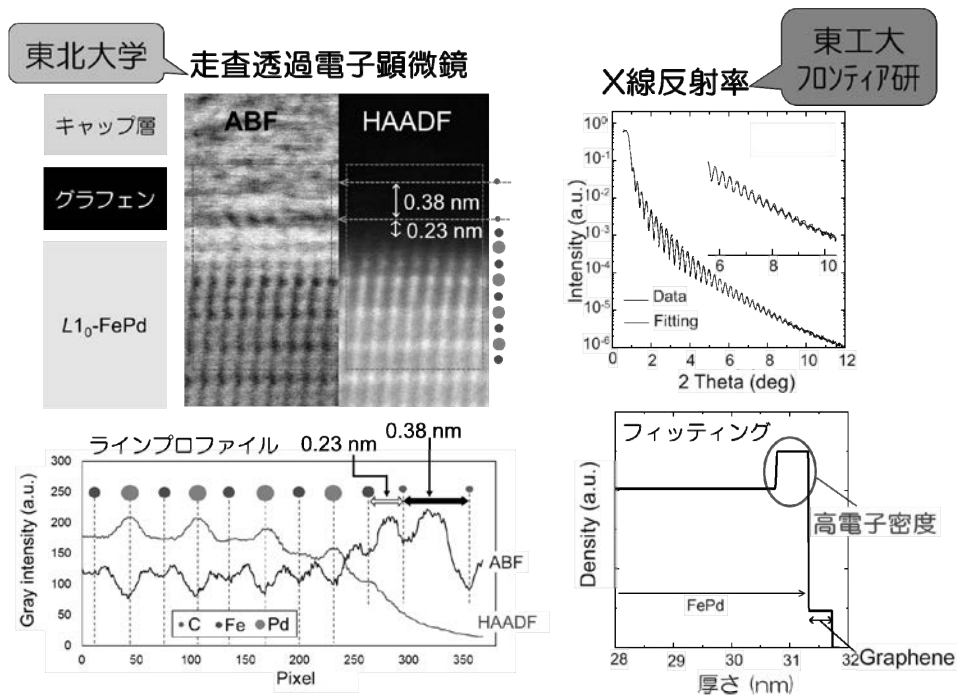 東北大学
走査透過電子顕微鏡
キャップ層
グラフェン
L1₀-FePd
ABF
HAADF
0.38 nm
0.23 nm
東工大
フロンティア研
X線反射率
Intensity (a.u.)
10⁰
10⁻¹
10⁻²
10⁻³
10⁻⁴
10⁻⁵
10⁻⁶
6 8 10
Data
Fitting
0 2 4 6 8 10 12
2 Theta (deg)
ラインプロファイル
0.23 nm
0.38 nm
Gray intensity (a.u.)
300
250
200
150
100
50
0
ABF
HAADF
C Fe Pd
0 50 100 150 200 250 300 350
Pixel
フィッティング
高電子密度
Density (a.u.)
FePd
Graphene
28 29 30 31 32
厚さ (nm)